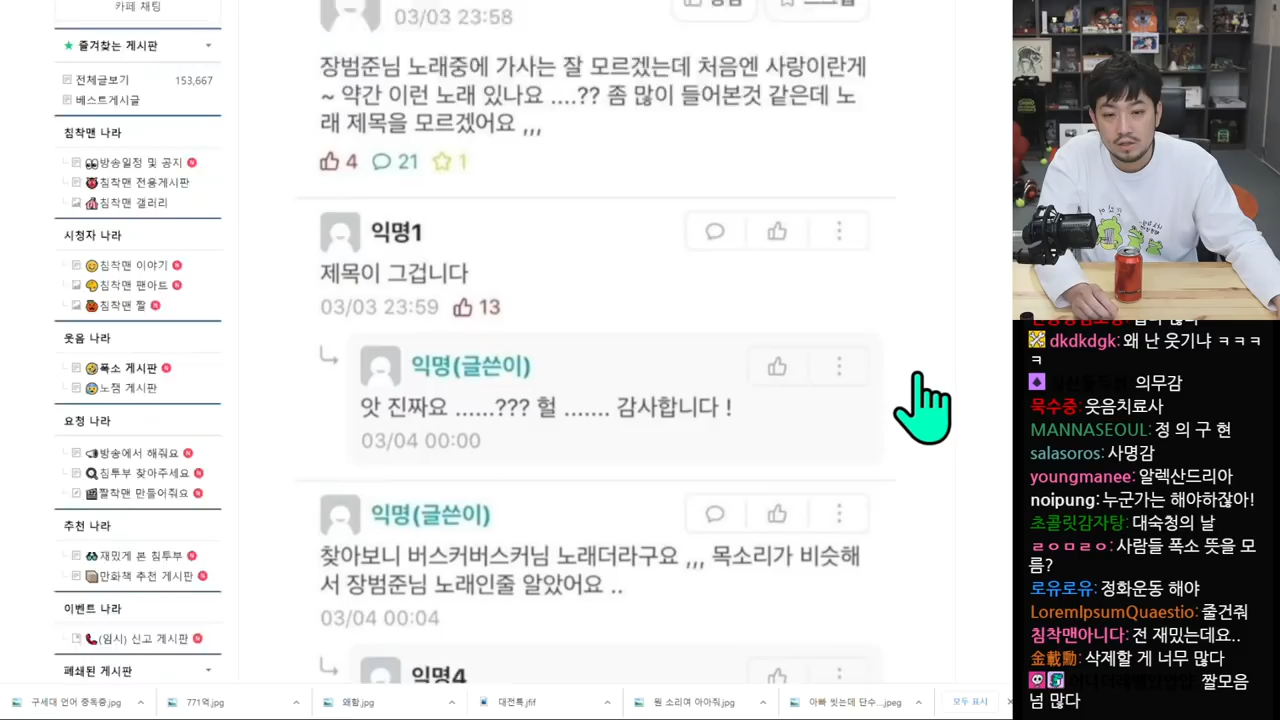 카페 채팅
★ 즐겨찾는 게시판
전체글보기 153,667
베스트게시글
침착맨 나라
방송일정 및 공지 N
침착맨 전용게시판
침착맨 갤러리
시청자 나라
침착맨 이야기 N
침착맨 팬아트 N
침착맨 짤 N
웃음 나라
폭소 게시판 N
노잼 게시판
요청 나라
방송에서 해줘요 N
침투부 찾아주세요 N
짤착맨 만들어줘요 N
추천 나라
재밌게 본 침투부 N
만화책 추천 게시판 N
이벤트 나라
(임시) 신고 게시판 N
폐쇄된 게시판
03/03 23:58
장범준님 노래중에 가사는 잘 모르겠는데 처음엔 사랑이란게
~ 약간 이런 노래 있나요 ....?? 좀 많이 들어본것 같은데 노
래 제목을 모르겠어요 ,,,
4 21 1
익명1
제목이 그겁니다
03/03 23:59 13
익명(글쓴이)
앗 진짜요 ......??? 헐 ....... 감사합니다 !
03/04 00:00
익명(글쓴이)
찾아보니 버스커버스커님 노래더라구요 ,,, 목소리가 비슷해
서 장범준님 노래인줄 알았어요 ..
03/04 00:04
익명4
dkdkdgk: 왜 난 웃기냐 ㅋㅋㅋ
ㅋ
의무감
묵수중: 웃음치료사
MANNASEOUL: 정 의 구 현
salasoros: 사명감
youngmanee: 알렉산드리아
noipung: 누군가는 해야하잖아!
초콜릿감자탕: 대숙청의 날
ㄹㅇㅁㄹㅇ: 사람들 폭소 뜻을 모
름?
로유로유: 정화운동 해야
LoremIpsumQuaestio: 줄건줘
침착맨아니다: 전 재밌는데요..
金載勳: 삭제할 게 너무 많다
짤모음
넘 많다
구세대 언어 중독중.jpg
771역.jpg
왜함.jpg
대전특.jfif
뭔 소리여 아아줘.jpg
아빠 씻는데 단수....jpeg
모두 표시